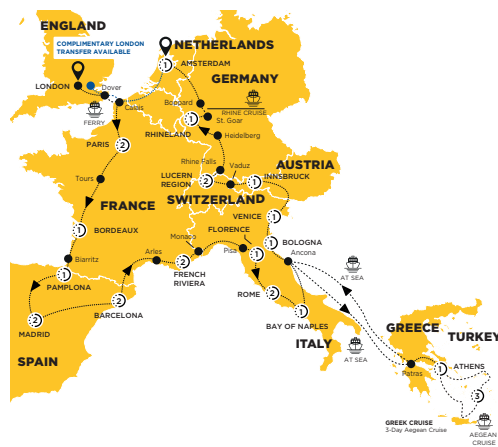 ENGLAND
COMPLIMENTARY LONDON
TRANSFER AVAILABLE
NETHERLANDS
1
AMSTERDAM
GERMANY
LONDON
Dover
Calais
FERRY
Boppard
RHINE CRUISE
St. Goar
RHINELAND
1
Heidelberg
PARIS
2
Rhine Falls
Vaduz
AUSTRIA
LUCERN
REGION
2
1
INNSBRUCK
Tours
SWITZERLAND
FRANCE
VENICE
1
1
BORDEAUX
Monaco
FLORENCE
1
BOLOGNA
Ancona
Arles
Pisa
1
Biarritz
2
FRENCH
RIVIERA
AT SEA
1
PAMPLONA
ROME
2
BARCELONA
2
1
BAY OF NAPLES
2
MADRID
ITALY
AT SEA
GREECE
TURKEY
SPAIN
Patras
1
ATHENS
3
GREEK CRUISE
3-Day Aegean Cruise
AEGEAN
CRUISE